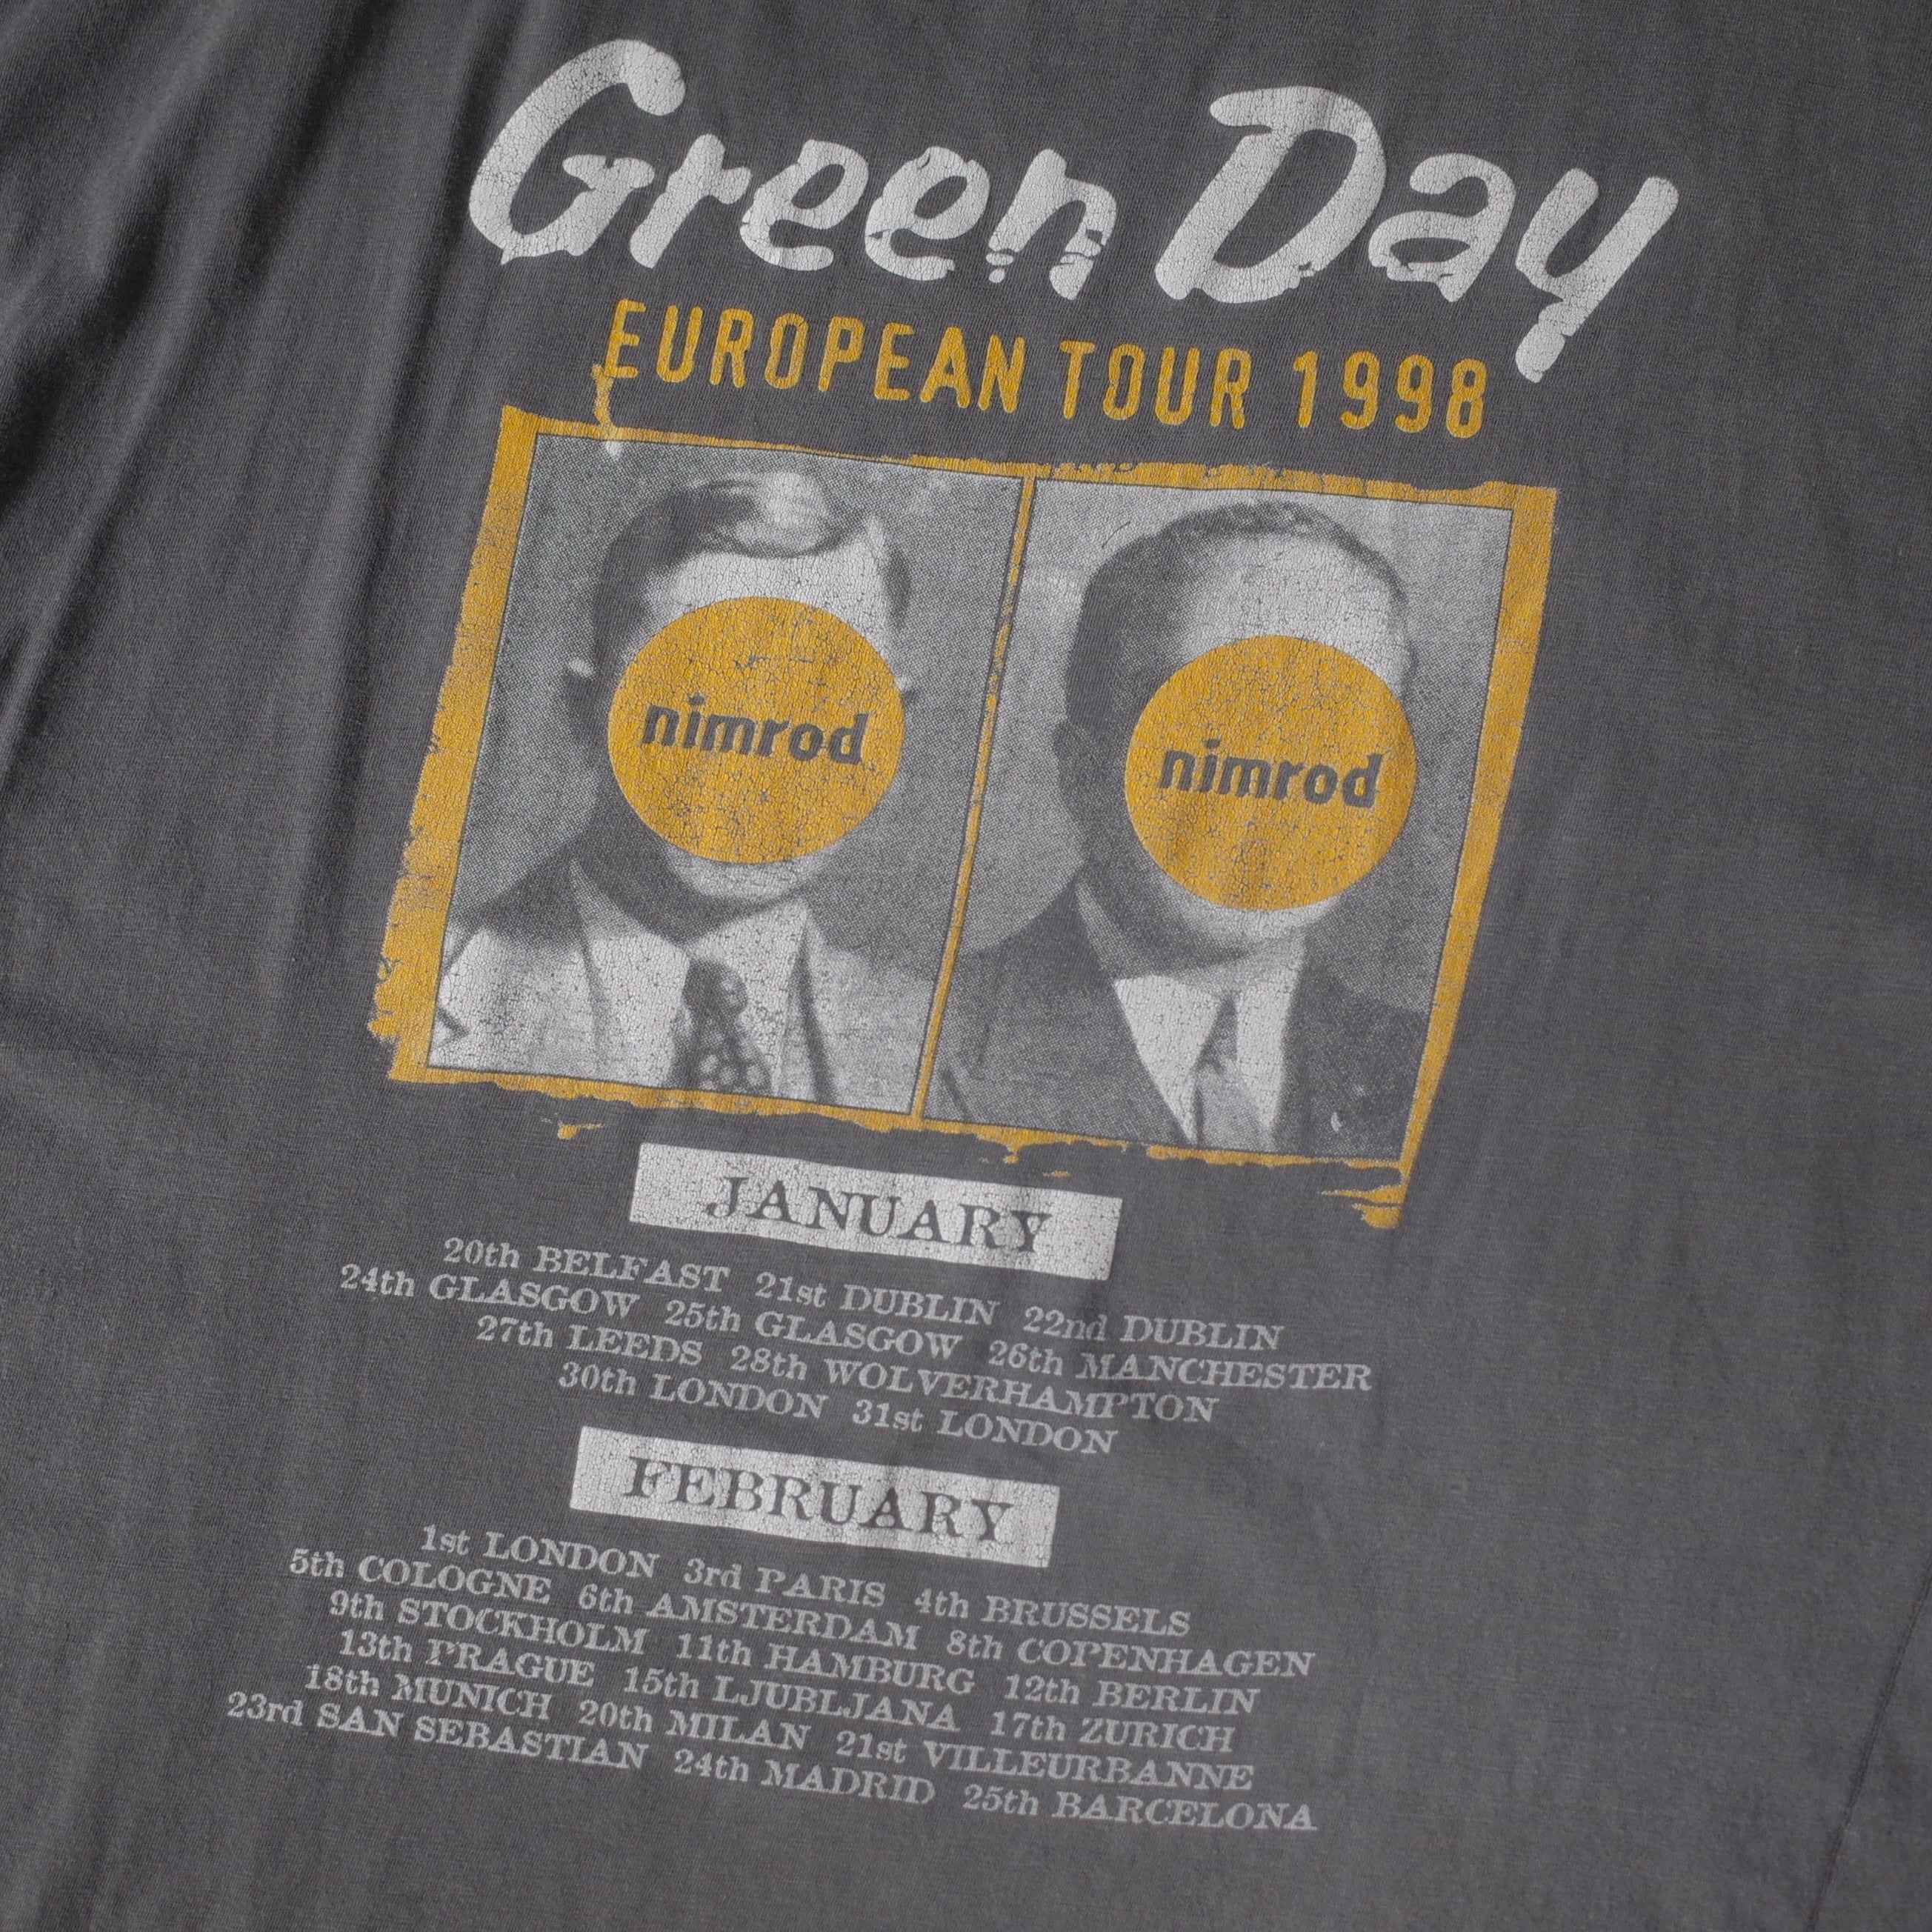 Green Day
EUROPEAN TOUR 1998
nimrod
nimrod
JANUARY
20th BELFAST 21st DUBLIN 22nd DUBLIN
24th GLASGOW 25th GLASGOW 26th MANCHESTER
27th LEEDS 28th WOLVERHAMPTON
30th LONDON 31st LONDON
FEBRUARY
1st LONDON 3rd PARIS 4th BRUSSELS
5th COLOGNE 6th AMSTERDAM 8th COPENHAGEN
9th STOCKHOLM 11th HAMBURG 12th BERLIN
13th PRAGUE 15th LJUBLJANA 17th ZURICH
18th MUNICH 20th MILAN 21st VILLEURBANNE
23rd SAN SEBASTIAN 24th MADRID 25th BARCELONA